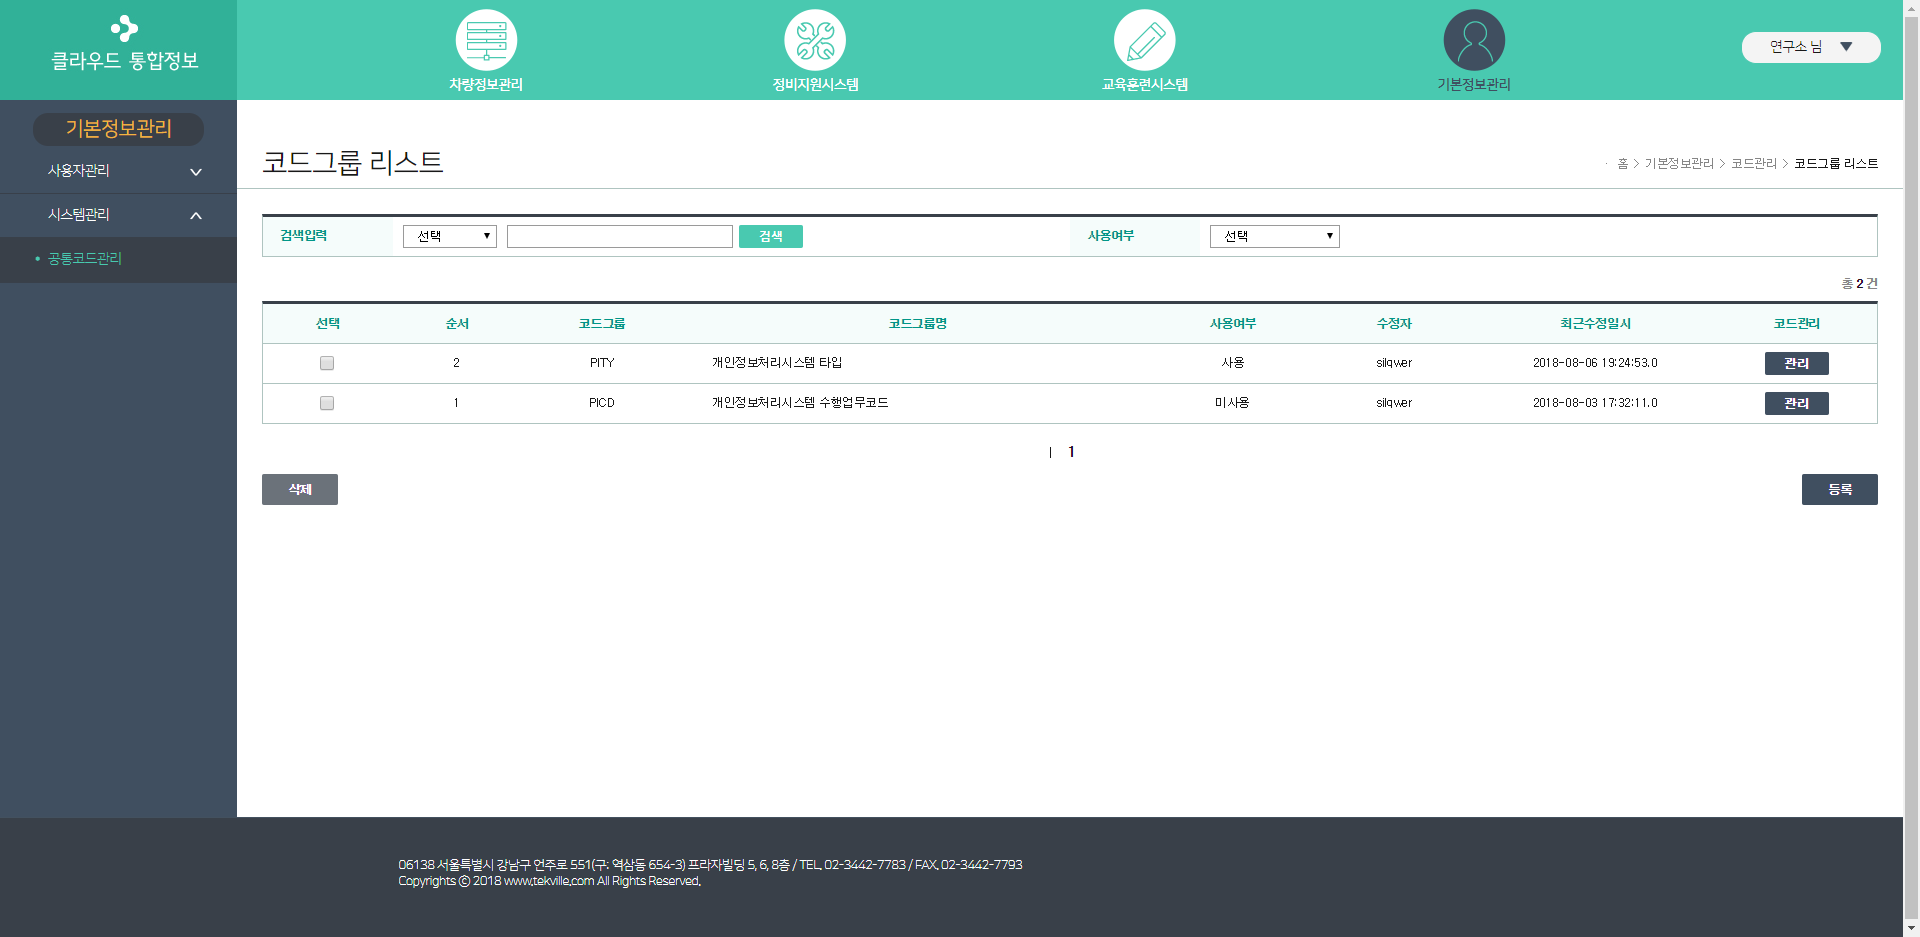 클라우드 통합정보
차량정보관리
정비지원시스템
교육훈련시스템
기본정보관리
연구소 님 ▼
기본정보관리
사용자관리
시스템관리
• 공통코드관리
코드그룹 리스트
· 홈 > 기본정보관리 > 코드관리 > 코드그룹 리스트
검색입력 선택 검색 사용여부 선택
총 2 건
선택 순서 코드그룹 코드그룹명 사용여부 수정자 최근수정일시 코드관리
2 PITY 개인정보처리시스템 타입 사용 silqwer 2018-08-06 19:24:53.0 관리
1 PICD 개인정보처리시스템 수행업무코드 미사용 silqwer 2018-08-03 17:32:11.0 관리
| 1
삭제 등록
06138 서울특별시 강남구 언주로 551(구: 역삼동 654-3) 프라자빌딩 5, 6, 8층 / TEL. 02-3442-7783 / FAX. 02-3442-7793
Copyrights ⓒ 2018 www.tekville.com All Rights Reserved.